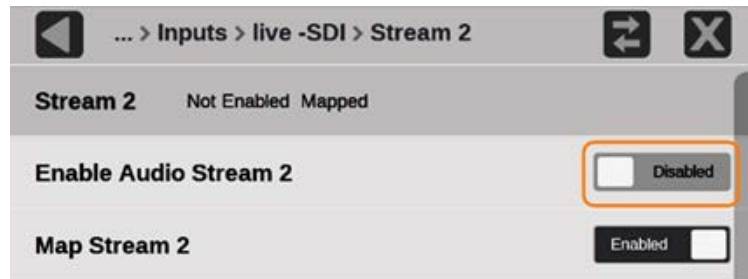 ... > Inputs > live -SDI > Stream 2
Stream 2 Not Enabled Mapped
Enable Audio Stream 2 Disabled
Map Stream 2 Enabled